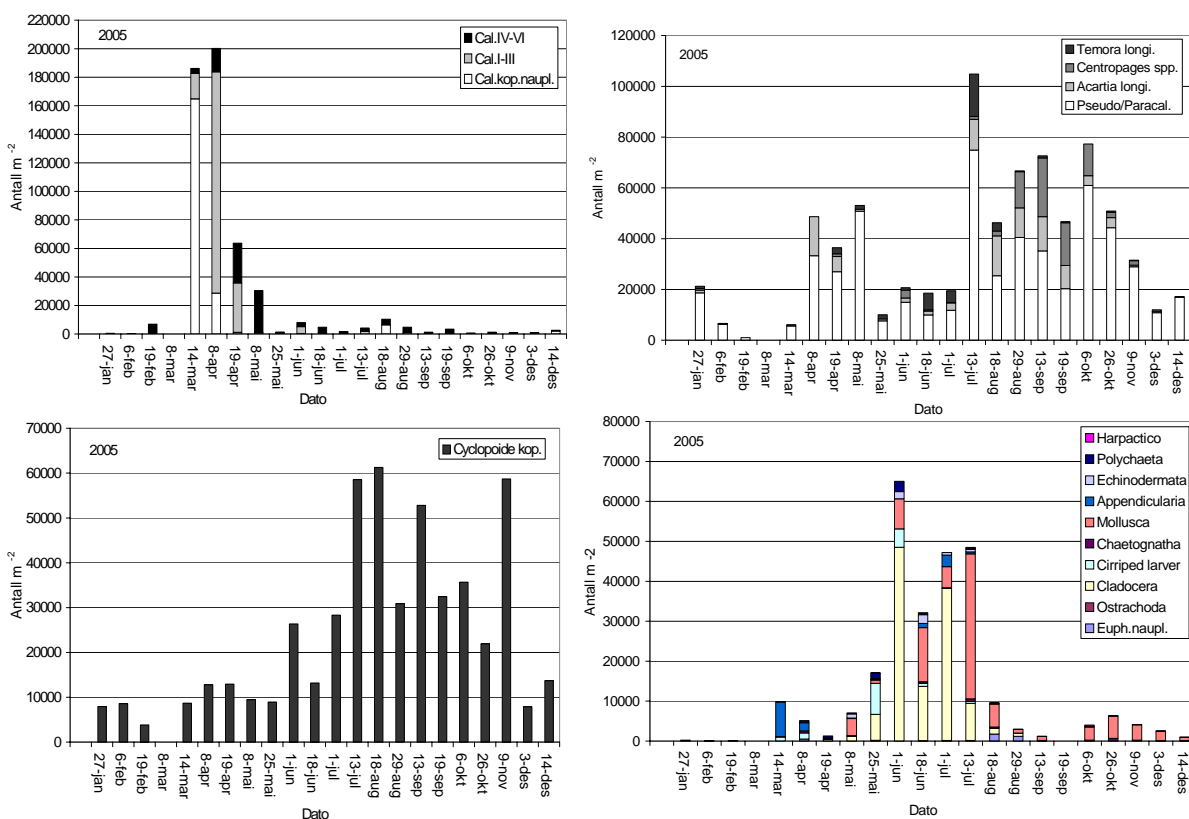 2005
Cal.IV-VI
Cal.I-III
Cal.kop.naupl.
Antall m -2
220000
200000
180000
160000
140000
120000
100000
80000
60000
40000
20000
0
27-jan
6-feb
19-feb
8-mar
14-mar
8-apr
19-apr
8-mai
25-mai
1-jun
18-jun
1-jul
13-jul
18-aug
29-aug
13-sep
19-sep
6-okt
26-okt
9-nov
3-des
14-des
Dato
2005
Temora longi.
Centropages spp.
Acartia longi.
Pseudo/Paracal.
Antall m -2
120000
100000
80000
60000
40000
20000
0
27-jan
6-feb
19-feb
8-mar
14-mar
8-apr
19-apr
8-mai
25-mai
1-jun
18-jun
1-jul
13-jul
18-aug
29-aug
13-sep
19-sep
6-okt
26-okt
9-nov
3-des
14-des
Dato
2005
Cyclopoide kop.
Antall m -2
70000
60000
50000
40000
30000
20000
10000
0
27-jan
6-feb
19-feb
8-mar
14-mar
8-apr
19-apr
8-mai
25-mai
1-jun
18-jun
1-jul
13-jul
18-aug
29-aug
13-sep
19-sep
6-okt
26-okt
9-nov
3-des
14-des
Dato
2005
Harpactico
Polychaeta
Echinodermata
Appendicularia
Mollusca
Chaetognatha
Cirriped larver
Cladocera
Ostrachoda
Euph.naupl.
Antall m -2
80000
70000
60000
50000
40000
30000
20000
10000
0
27-jan
6-feb
19-feb
8-mar
14-mar
8-apr
19-apr
8-mai
25-mai
1-jun
18-jun
1-jul
13-jul
18-aug
29-aug
13-sep
19-sep
6-okt
26-okt
9-nov
3-des
14-des
Dato